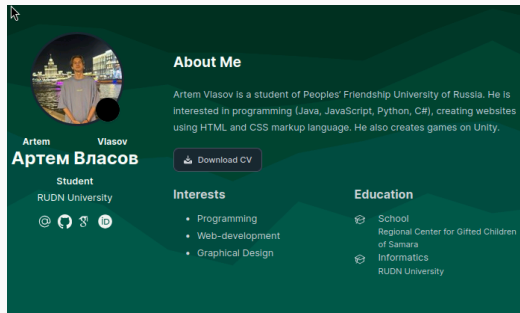 Artem Vlasov
Артем Власов
Student
RUDN University
About Me
Artem Vlasov is a student of Peoples' Friendship University of Russia. He is
interested in programming (Java, JavaScript, Python, C#), creating websites
using HTML and CSS markup language. He also creates games on Unity.
Download CV
Interests
Programming
Web-development
Graphical Design
Education
School
Regional Center for Gifted Children
of Samara
Informatics
RUDN University